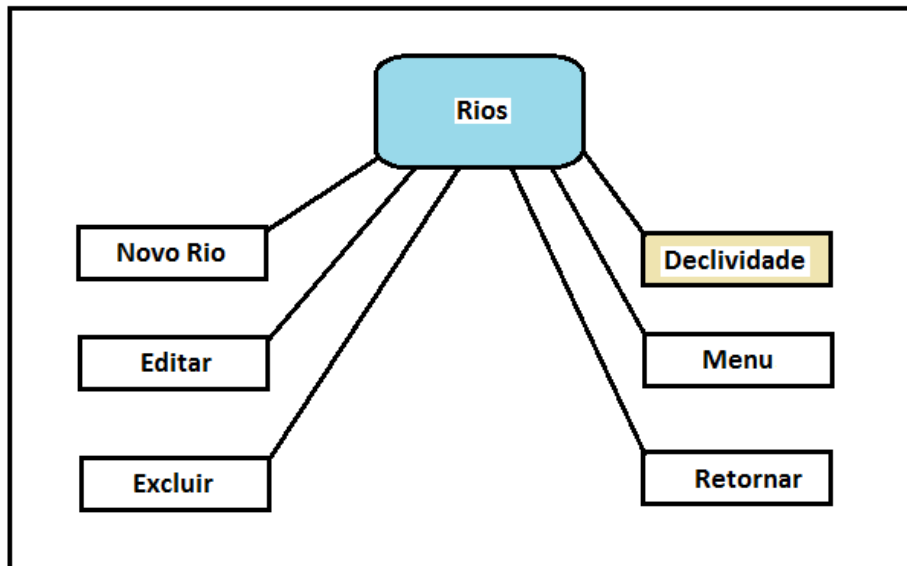 Rios
Novo Rio
Declividade
Editar
Menu
Excluir
Retornar